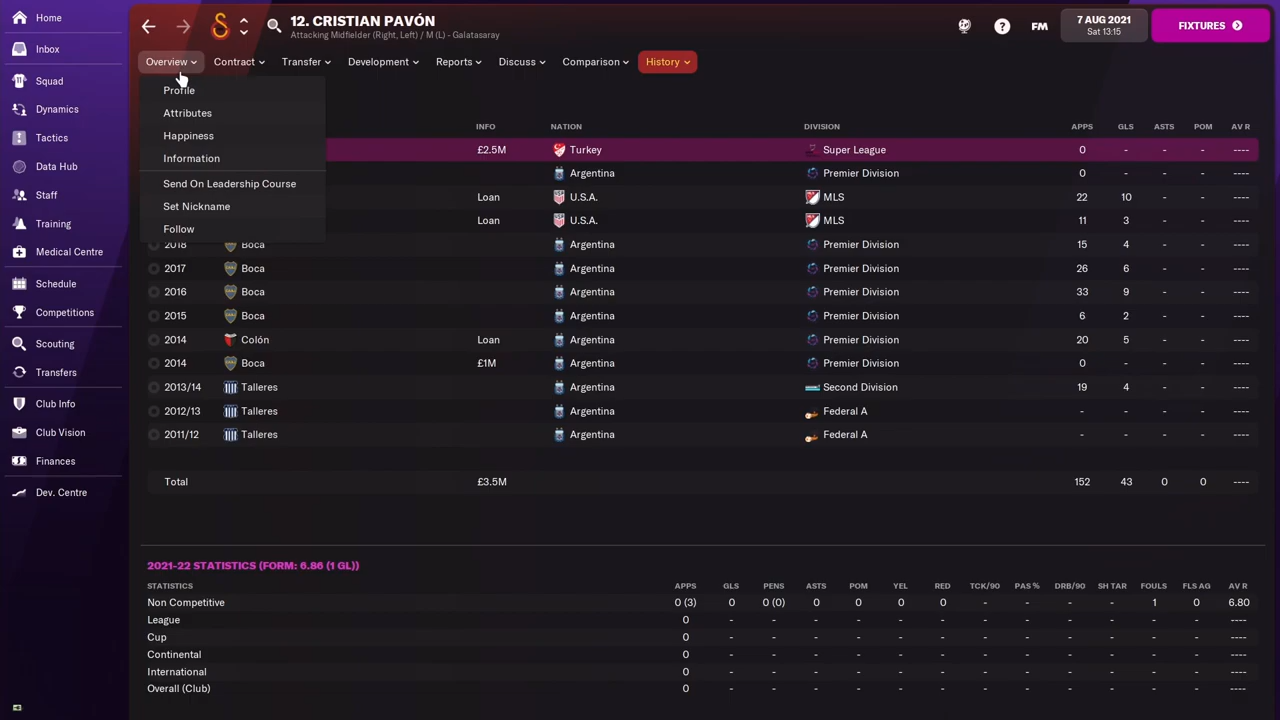 Home
Inbox
Squad
Dynamics
Tactics
Data Hub
Staff
Training
Medical Centre
Schedule
Competitions
Scouting
Transfers
Club Info
Club Vision
Finances
Dev. Centre
12. CRISTIAN PAVÓN
Attacking Midfielder (Right, Left) / M (L) - Galatasaray
FM
7 AUG 2021
Sat 13:15
FIXTURES
Overview Contract Transfer Development Reports Discuss Comparison History
Profile
Attributes
Happiness
Information
Send On Leadership Course
Set Nickname
Follow
INFO NATION DIVISION APPS GLS ASTS POM AV R
£2.5M Turkey Super League 0 - - - ----
Argentina Premier Division 0 - - - ----
Loan U.S.A. MLS 22 10 - - ----
Loan U.S.A. MLS 11 3 - - ----
2018 Boca Argentina Premier Division 15 4 - - ----
2017 Boca Argentina Premier Division 26 6 - - ----
2016 Boca Argentina Premier Division 33 9 - - ----
2015 Boca Argentina Premier Division 6 2 - - ----
2014 Colón Loan Argentina Premier Division 20 5 - - ----
2014 Boca £1M Argentina Premier Division 0 - - - ----
2013/14 Talleres Argentina Second Division 19 4 - - ----
2012/13 Talleres Argentina Federal A - - - - ----
2011/12 Talleres Argentina Federal A - - - - ----
Total £3.5M 152 43 0 0 ----
2021-22 STATISTICS (FORM: 6.86 (1 GL))
STATISTICS APPS GLS PENS ASTS POM YEL RED TCK/90 PAS % DRB/90 SH TAR FOULS FLS AG AV R
Non Competitive 0 (3) 0 0 (0) 0 0 0 0 - - - - 1 0 6.80
League 0 - - - - - - - - - - - - ----
Cup 0 - - - - - - - - - - - - ----
Continental 0 - - - - - - - - - - - - ----
International 0 - - - - - - - - - - - - ----
Overall (Club) 0 - - - - - - - - - - - - ----